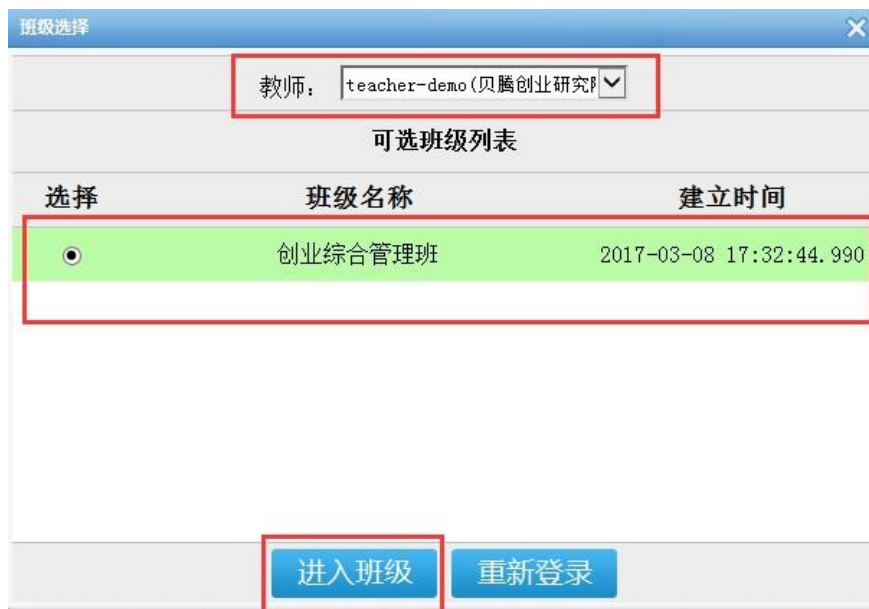 班级选择
教师： teacher-demo(贝腾创业研究
可选班级列表
选择 班级名称 建立时间
创业综合管理班 2017-03-08 17:32:44.990
进入班级 重新登录